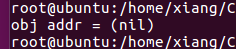 root@ubuntu:/home/xiang/C
obj addr = (nil)
root@ubuntu:/home/xiang/C